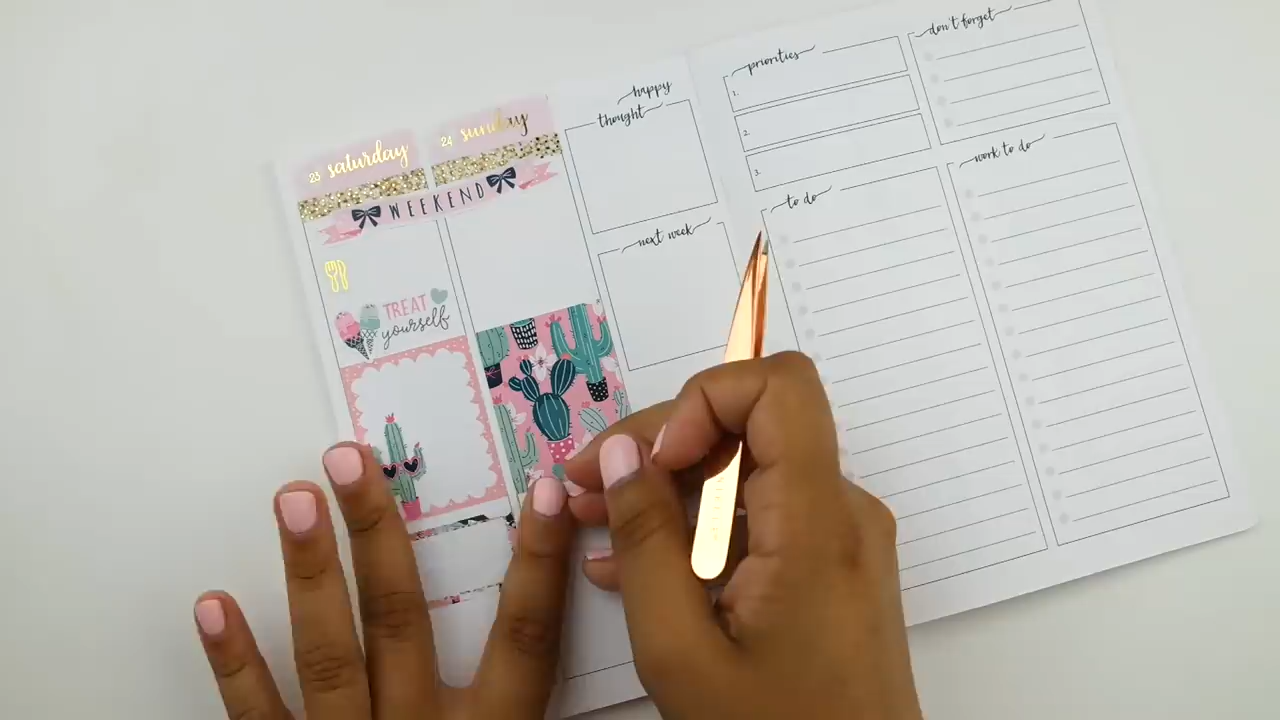 23 saturday
24 sunday
WEEKEND
TREAT
yourself
happy
thought
next week
priorities
1.
2.
3.
don't forget
to do
work to do